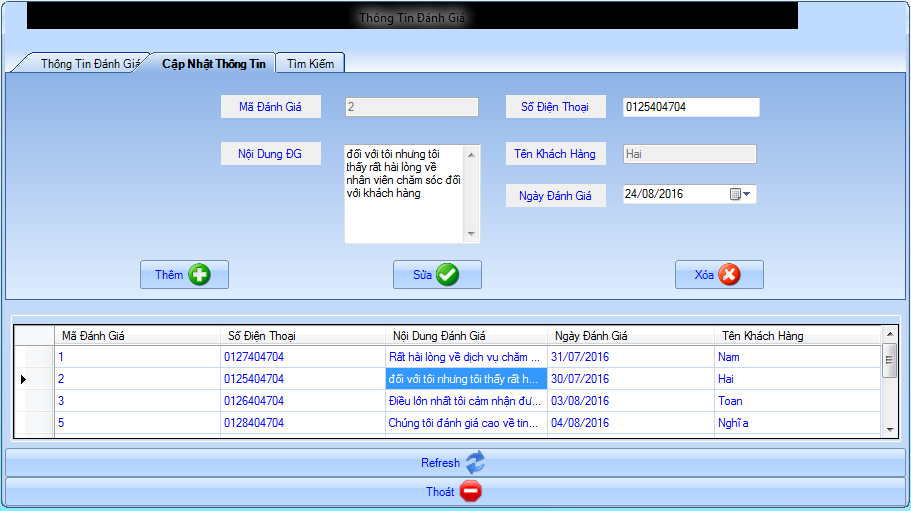 Thông Tin Đánh Giá
Thông Tin Đánh Giá
Cập Nhật Thông Tin
Tìm Kiếm
Mã Đánh Giá
2
Số Điện Thoại
0125404704
Nội Dung ĐG
đối với tôi nhưng tôi
thấy rất hài lòng về
nhân viên chăm sóc đối
với khách hàng
Tên Khách Hàng
Hai
Ngày Đánh Giá
24/08/2016
Thêm
Sửa
Xóa
Mã Đánh Giá Số Điện Thoại Nội Dung Đánh Giá Ngày Đánh Giá Tên Khách Hàng
1 0127404704 Rất hài lòng về dịch vụ chăm ... 31/07/2016 Nam
2 0125404704 đối với tôi nhưng tôi thấy rất h... 30/07/2016 Hai
3 0126404704 Điều lớn nhất tôi cảm nhận đư... 03/08/2016 Toan
5 0128404704 Chúng tôi đánh giá cao về tin... 04/08/2016 Nghĩa
Refresh
Thoát